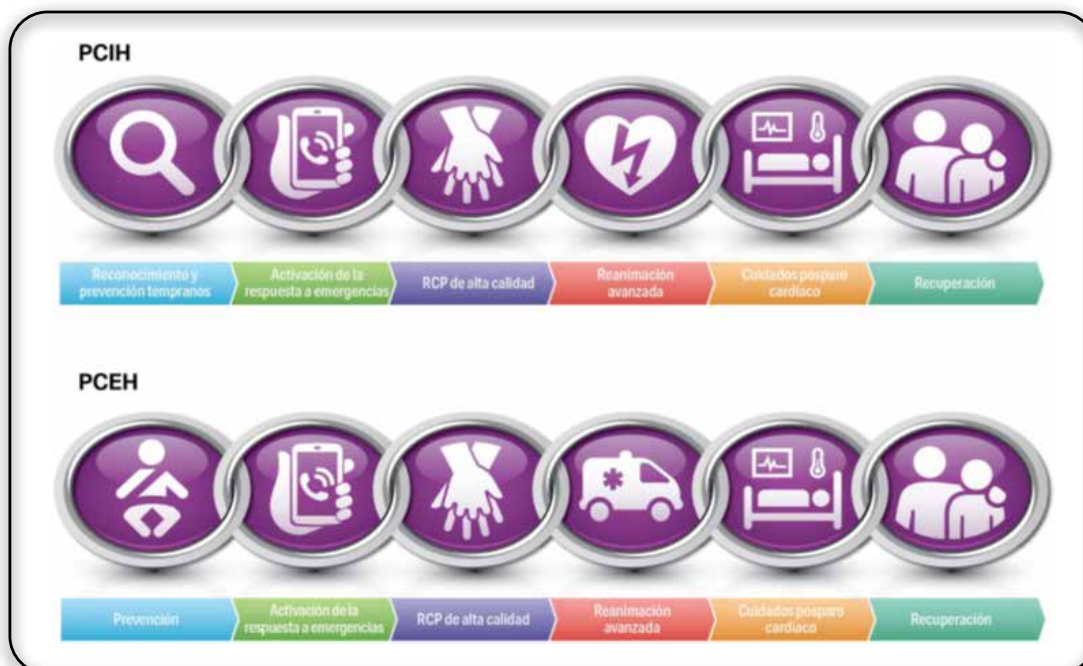 PCIH
Reconocimiento y
prevención tempranos
Activación de la
respuesta a emergencias
RCP de alta calidad
Reanimación
avanzada
Cuidados posparo
cardíaco
Recuperación
PCEH
Prevención
Activación de la
respuesta a emergencias
RCP de alta calidad
Reanimación
avanzada
Cuidados posparo
cardíaco
Recuperación